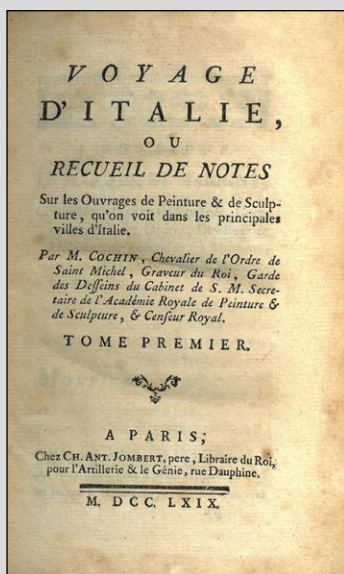 VOYAGE
D'ITALIE,
OU
RECUEIL DE NOTES
Sur les Ouvrages de Peinture & de Sculp-
ture, qu'on voit dans les principales
villes d'Italie.
Par M. COCHIN, Chevalier de l'Ordre de
Saint Michel, Graveur du Roi, Garde
des Desseins du Cabinet de S. M. Secre-
taire de l'Académie Royale de Peinture &
de Sculpture, & Censeur Royal.
TOME PREMIER.
A PARIS;
Chez CH. ANT. JOMBERT, pere, Libraire du Roi,
pour l'Artillerie & le Génie, rue Dauphine.
M. DCC. LXIX.